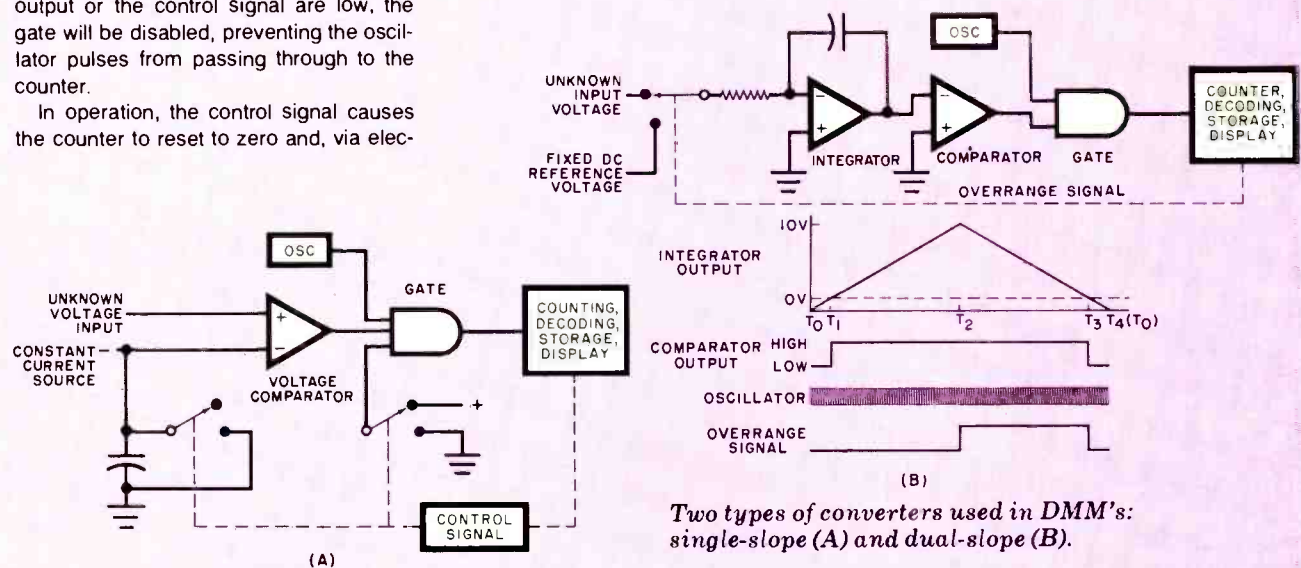 output or the control signal are low, the
gate will be disabled, preventing the oscil-
lator pulses from passing through to the
counter.
In operation, the control signal causes
the counter to reset to zero and, via elec-
OSC
UNKNOWN
VOLTAGE
INPUT
CONSTANT
CURRENT
SOURCE
+
−
VOLTAGE
COMPARATOR
GATE
+
COUNTING,
DECODING,
STORAGE,
DISPLAY
CONTROL
SIGNAL
(A)
UNKNOWN
INPUT
VOLTAGE
FIXED DC
REFERENCE
VOLTAGE
−
+
INTEGRATOR
OSC
−
+
COMPARATOR
GATE
COUNTER,
DECODING,
STORAGE,
DISPLAY
OVERRANGE SIGNAL
INTEGRATOR
OUTPUT
10V
0V
T0 T1 T2 T3 T4(T0)
COMPARATOR HIGH
OUTPUT LOW
OSCILLATOR
OVERRANGE
SIGNAL
(B)
Two types of converters used in DMM's:
single-slope (A) and dual-slope (B).